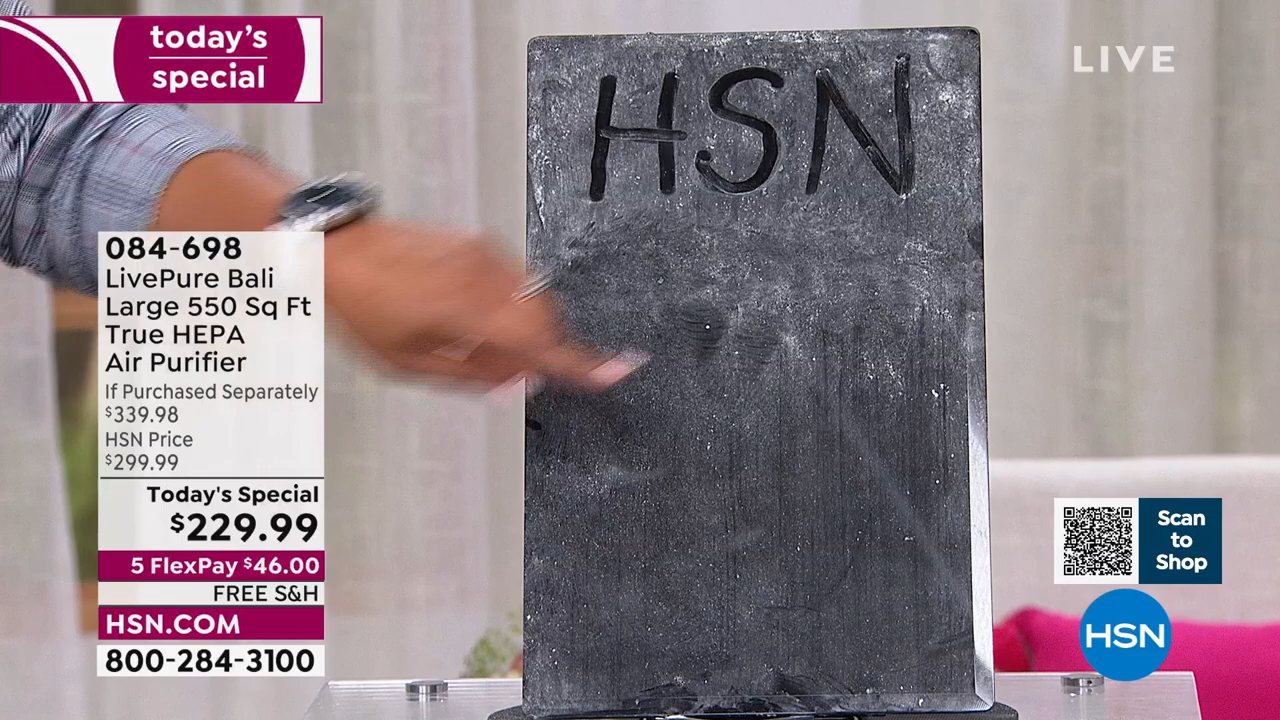 today's
special
LIVE
HSN
084-698
LivePure Bali
Large 550 Sq Ft
True HEPA
Air Purifier
If Purchased Separately
$339.98
HSN Price
$299.99
Today's Special
$229.99
5 FlexPay $46.00
FREE S&H
HSN.COM
800-284-3100
Scan
to
Shop
HSN